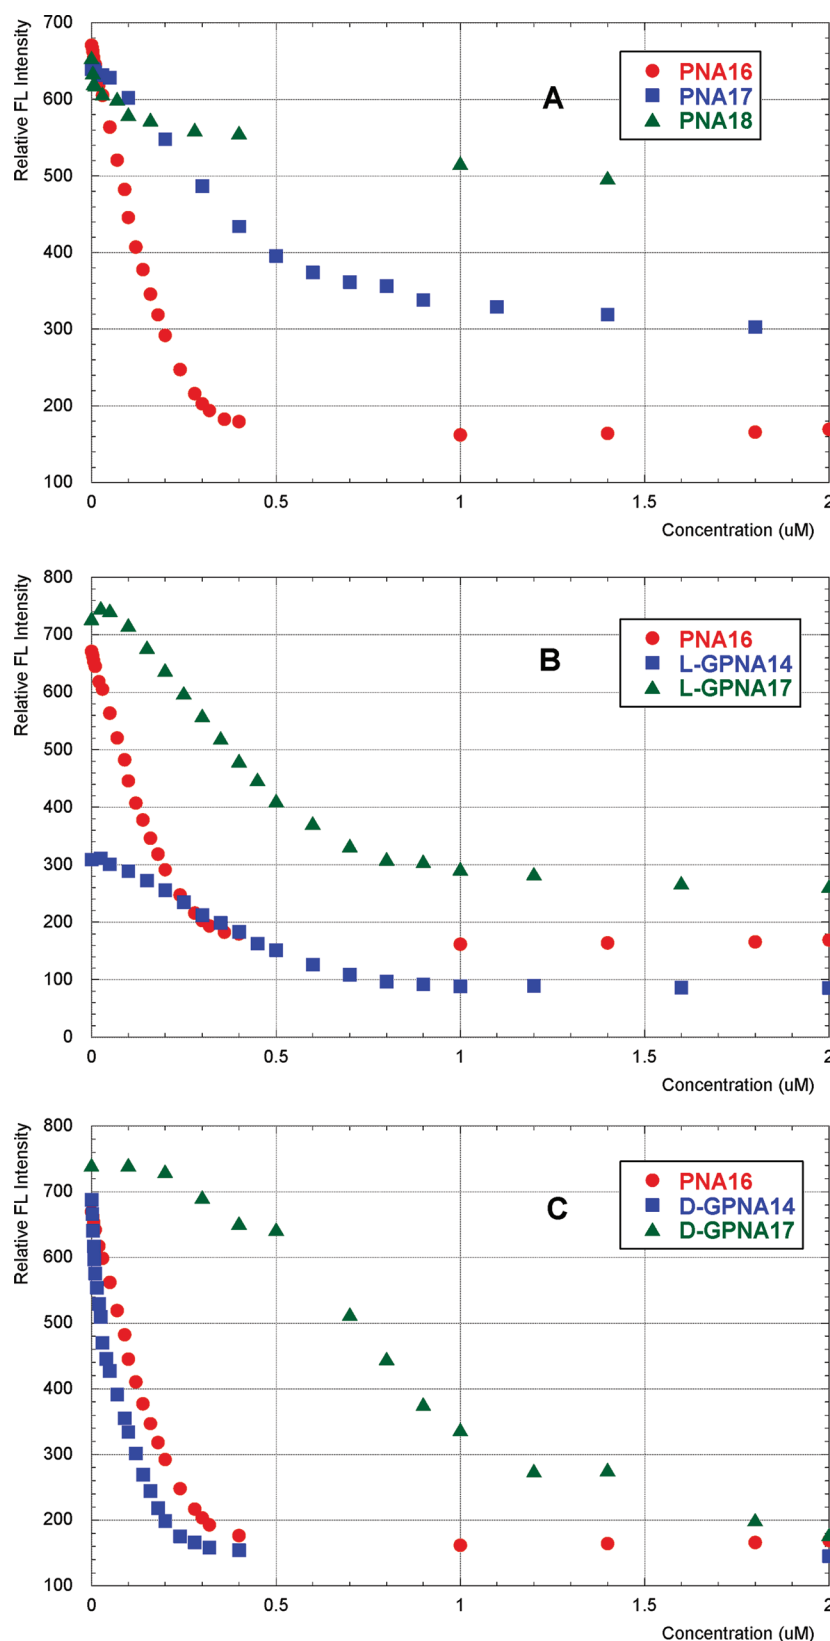 700
600
500
400
300
200
100
Relative FL Intensity
A
PNA16
PNA17
PNA18
0 0.5 1 1.5 2
Concentration (uM)
800
700
600
500
400
300
200
100
0
Relative FL Intensity
B
PNA16
L-GPNA14
L-GPNA17
0 0.5 1 1.5 2
Concentration (uM)
800
700
600
500
400
300
200
100
Relative FL Intensity
C
PNA16
D-GPNA14
D-GPNA17
0 0.5 1 1.5 2
Concentration (uM)